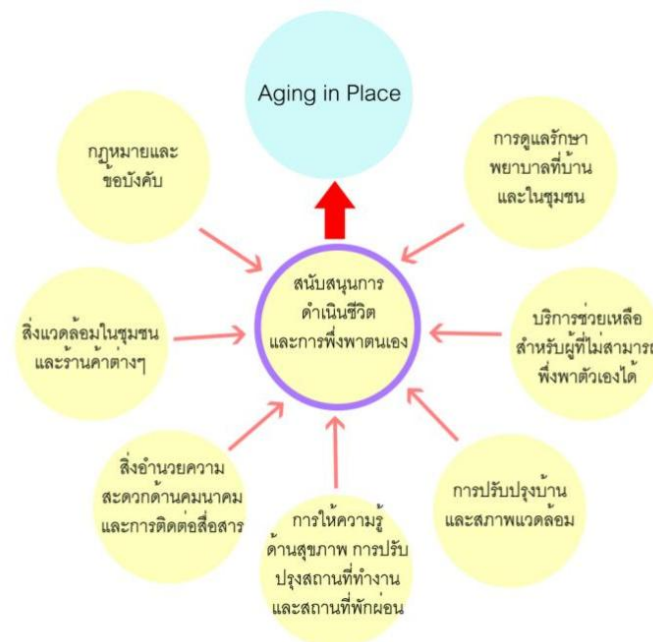 Aging in Place
กฎหมายและ
ข้อบังคับ
การดูแลรักษา
พยาบาลที่บ้าน
และในชุมชน
สนับสนุนการ
ดำเนินชีวิต
และการพึ่งพาตนเอง
สิ่งแวดล้อมในชุมชน
และร้านค้าต่างๆ
บริการช่วยเหลือ
สำหรับผู้ที่ไม่สามารถ
พึ่งพาตัวเองได้
สิ่งอำนวยความ
สะดวกด้านคมนาคม
และการติดต่อสื่อสาร
การให้ความรู้
ด้านสุขภาพ การปรับ
ปรุงสถานที่ทำงาน
และสถานที่พักผ่อน
การปรับปรุงบ้าน
และสภาพแวดล้อม